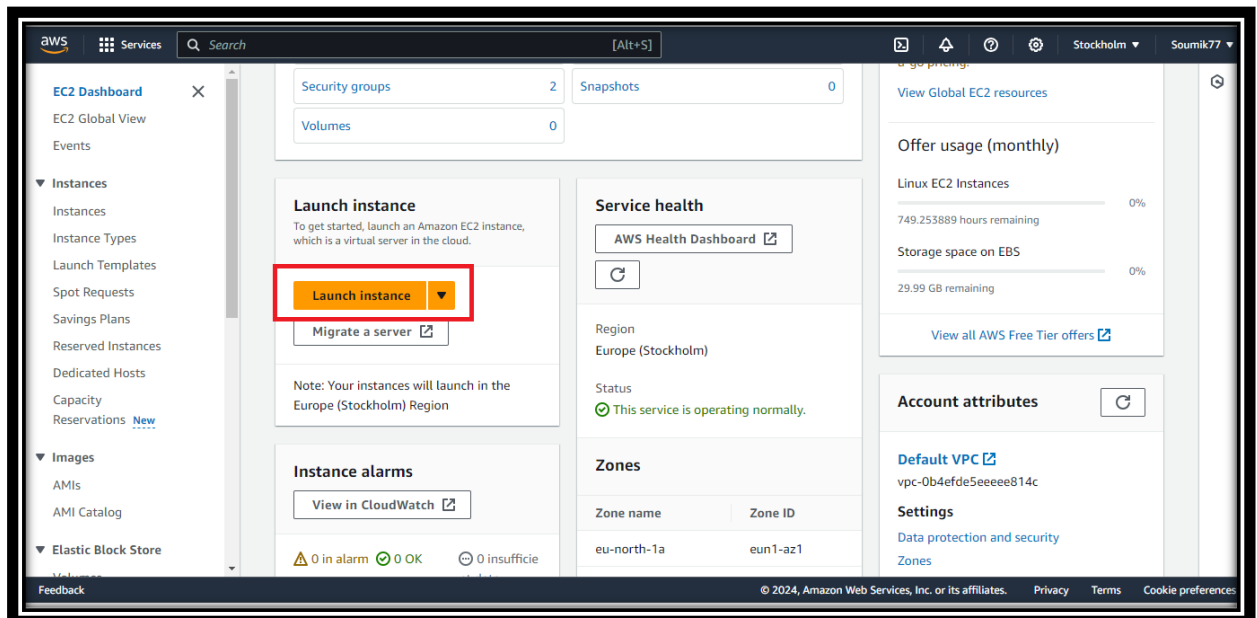 aws
Services
Search
[Alt+S]
Stockholm ▼
Soumik77 ▼
EC2 Dashboard
EC2 Global View
Events
Instances
Instances
Instance Types
Launch Templates
Spot Requests
Savings Plans
Reserved Instances
Dedicated Hosts
Capacity
Reservations New
Images
AMIs
AMI Catalog
Elastic Block Store
Volumes
Security groups 2
Snapshots 0
Volumes 0
Launch instance
To get started, launch an Amazon EC2 instance,
which is a virtual server in the cloud.
Launch instance
Migrate a server
Note: Your instances will launch in the
Europe (Stockholm) Region
Instance alarms
View in CloudWatch
0 in alarm 0 OK 0 insufficie
Service health
AWS Health Dashboard
Region
Europe (Stockholm)
Status
This service is operating normally.
Zones
Zone name Zone ID
eu-north-1a eun1-az1
a-go pricing.
View Global EC2 resources
Offer usage (monthly)
Linux EC2 Instances
0%
749.253889 hours remaining
Storage space on EBS
0%
29.99 GB remaining
View all AWS Free Tier offers
Account attributes
Default VPC
vpc-0b4efde5eeeee814c
Settings
Data protection and security
Zones
Feedback
© 2024, Amazon Web Services, Inc. or its affiliates. Privacy Terms Cookie preferences